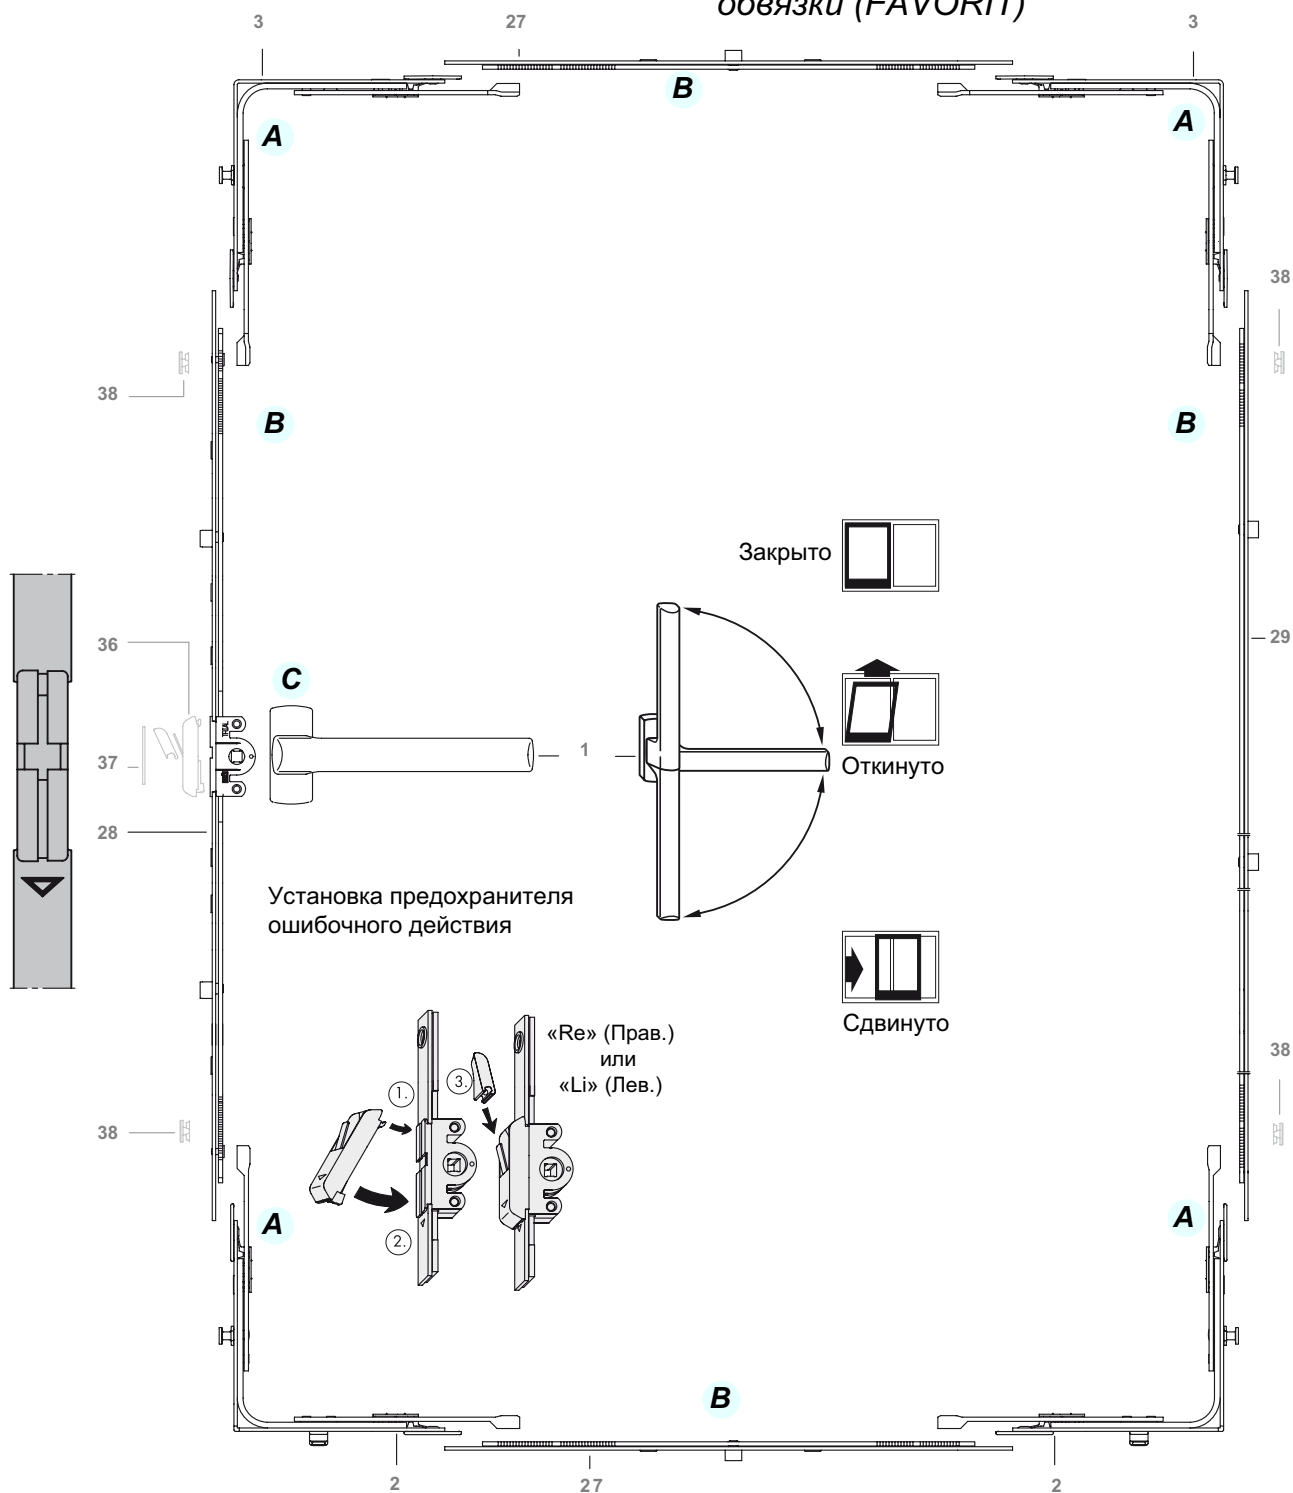 обвязки (FAVORIT)
3
27
3
B
A
A
38
38
B
B
Закрыто
36
29
C
1
37
Откинуто
28
Установка предохранителя
ошибочного действия
Сдвинуто
«Re» (Прав.)
или
«Li» (Лев.)
38
3.
1.
38
A
A
2.
B
2
27
2